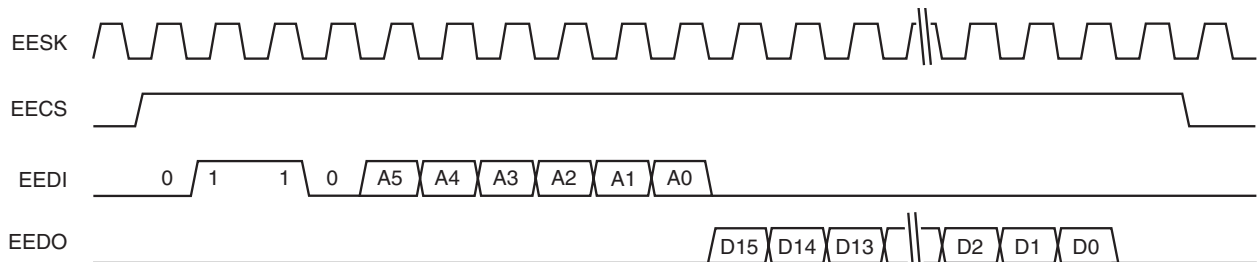 EESK
EECS
EEDI 0 1 1 0 A5 A4 A3 A2 A1 A0
EEDO D15 D14 D13 D2 D1 D0